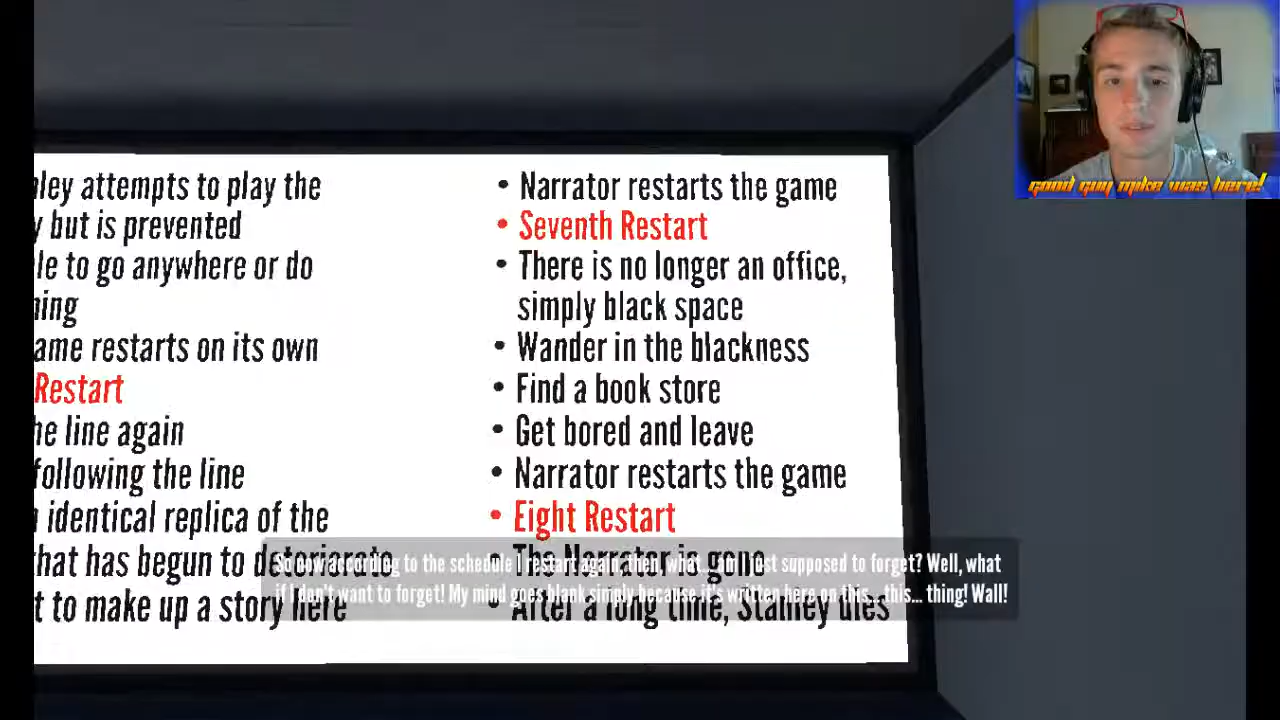 nley attempts to play the
y but is prevented
le to go anywhere or do
ning
ame restarts on its own
Restart
he line again
following the line
n identical replica of the
that has begun to deteriorate
t to make up a story here
• Narrator restarts the game
• Seventh Restart
• There is no longer an office,
simply black space
• Wander in the blackness
• Find a book store
• Get bored and leave
• Narrator restarts the game
• Eight Restart
• The Narrator is gone
• After a long time, Stanley dies
So now according to the schedule I restart again, then, what... am I just supposed to forget? Well, what
if I don't want to forget! My mind goes blank simply because it's written here on this... this... thing! Wall!
good guy mike was here!